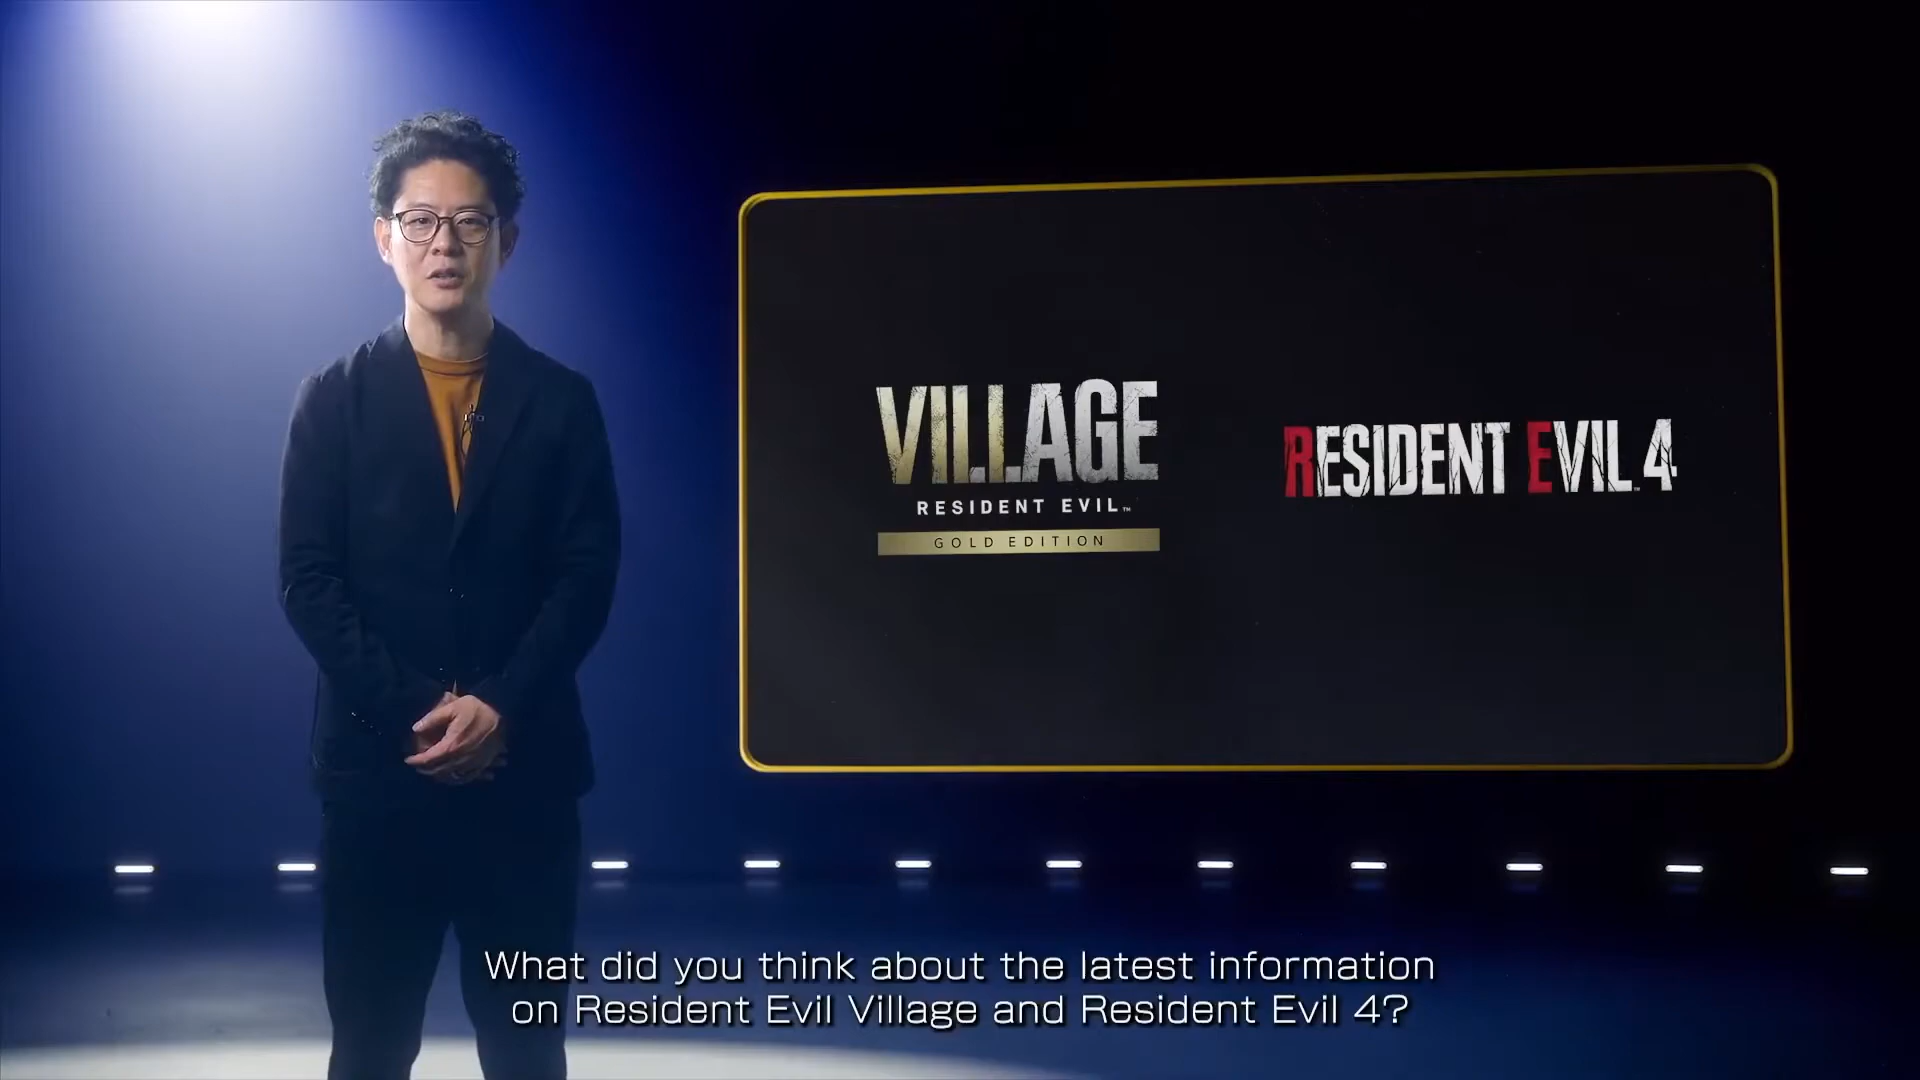 VILLAGE
RESIDENT EVIL™
GOLD EDITION
RESIDENT EVIL 4
What did you think about the latest information
on Resident Evil Village and Resident Evil 4?